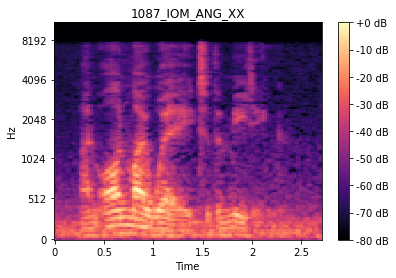 1087_IOM_ANG_XX
8192
4096
2048
1024
512
0
Hz
0
0.5
1
1.5
2
2.5
Time
+0 dB
-10 dB
-20 dB
-30 dB
-40 dB
-50 dB
-60 dB
-70 dB
-80 dB